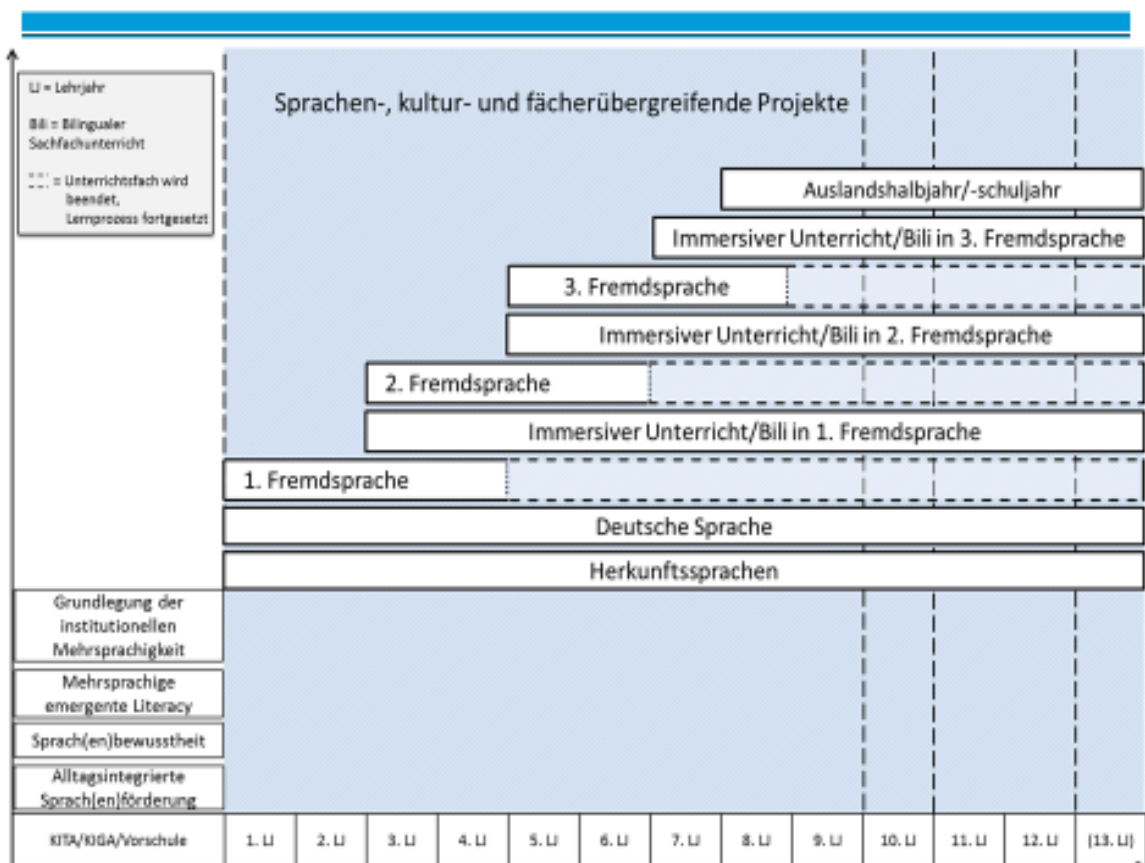 LJ = Lehrjahr
Bili = Bilingualer
Sachfachunterricht
= Unterrichtsfach wird
beendet,
Lernprozess fortgesetzt
Sprachen-, kultur- und fächerübergreifende Projekte
Auslandshalbjahr/-schuljahr
Immersiver Unterricht/Bili in 3. Fremdsprache
3. Fremdsprache
Immersiver Unterricht/Bili in 2. Fremdsprache
2. Fremdsprache
Immersiver Unterricht/Bili in 1. Fremdsprache
1. Fremdsprache
Deutsche Sprache
Herkunftssprachen
Grundlegung der
institutionellen
Mehrsprachigkeit
Mehrsprachige
emergente Literacy
Sprach(en)bewusstheit
Alltagsintegrierte
Sprach(en)förderung
KITA/KIGA/Vorschule 1. LJ 2. LJ 3. LJ 4. LJ 5. LJ 6. LJ 7. LJ 8. LJ 9. LJ 10. LJ 11. LJ 12. LJ (13. LJ)